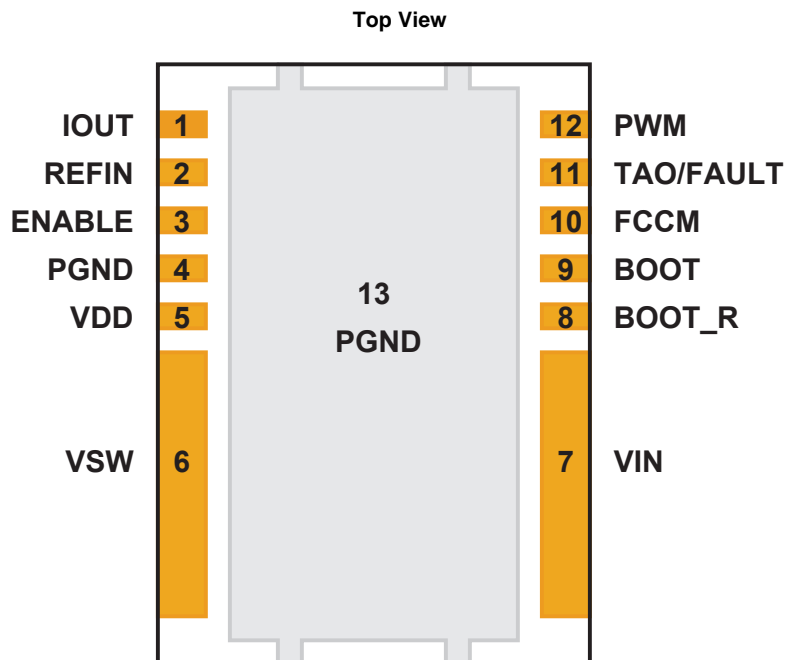 Top View
IOUT 1
REFIN 2
ENABLE 3
PGND 4
VDD 5
VSW 6
13
PGND
12 PWM
11 TAO/FAULT
10 FCCM
9 BOOT
8 BOOT_R
7 VIN